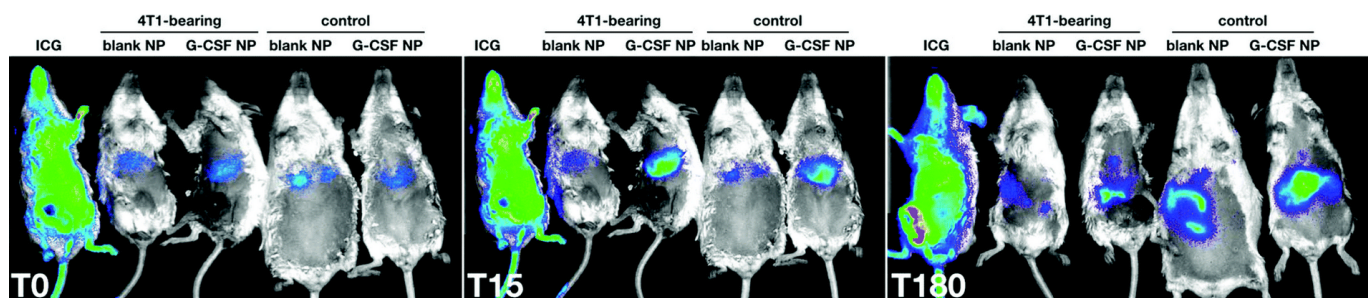 4T1-bearing control
ICG blank NP G-CSF NP blank NP G-CSF NP
T0
4T1-bearing control
ICG blank NP G-CSF NP blank NP G-CSF NP
T15
4T1-bearing control
ICG blank NP G-CSF NP blank NP G-CSF NP
T180